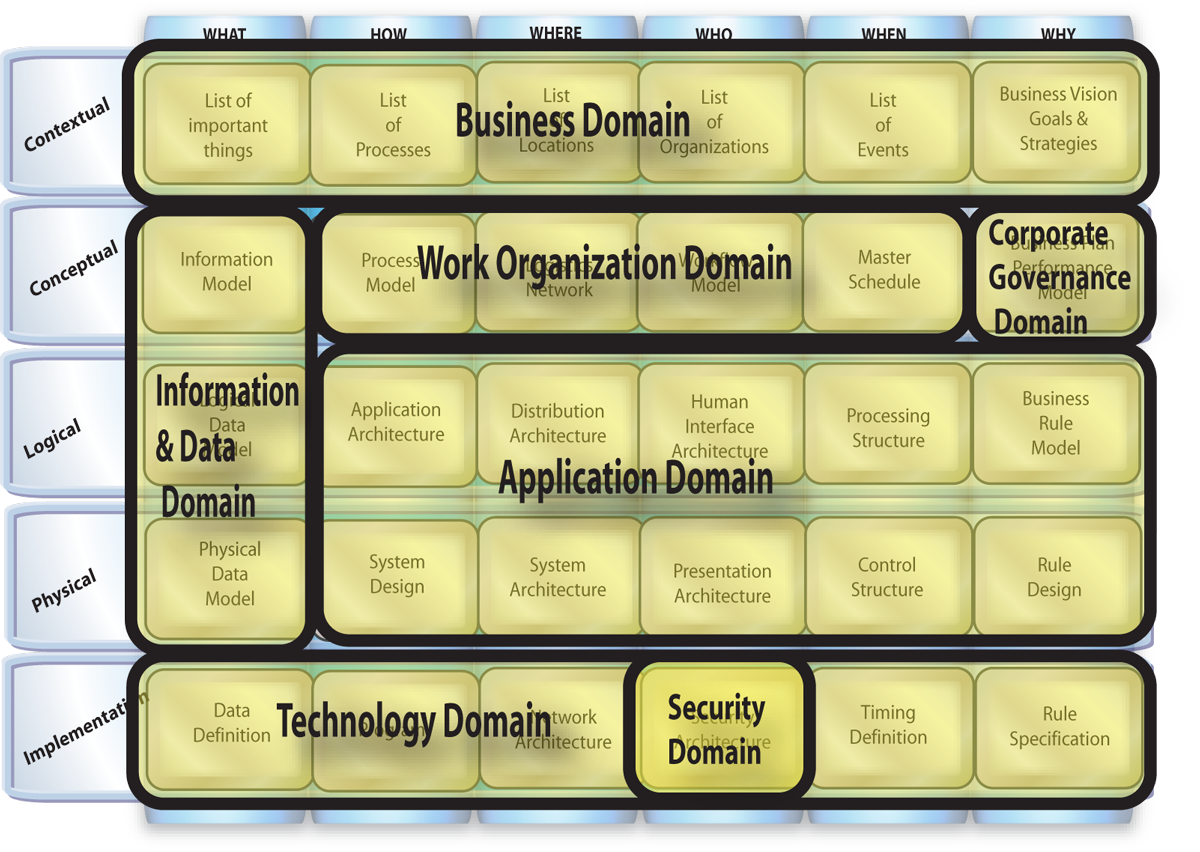 WHAT HOW WHERE WHO WHEN WHY
Contextual
List of
important
things
List
of
Processes
List
of
Locations
List
of
Organizations
List
of
Events
Business Vision
Goals &
Strategies
Business Domain
Conceptual
Information
Model
Process
Model
Logistics
Network
Workflow
Model
Master
Schedule
Business Plan
Performance
Model
Work Organization Domain
Corporate
Governance
Domain
Logical
Logical
Data
Model
Application
Architecture
Distribution
Architecture
Human
Interface
Architecture
Processing
Structure
Business
Rule
Model
Information
& Data
Domain
Application Domain
Physical
Physical
Data
Model
System
Design
System
Architecture
Presentation
Architecture
Control
Structure
Rule
Design
Implementation
Data
Definition
Program
Network
Architecture
Security
Architecture
Timing
Definition
Rule
Specification
Technology Domain
Security
Domain